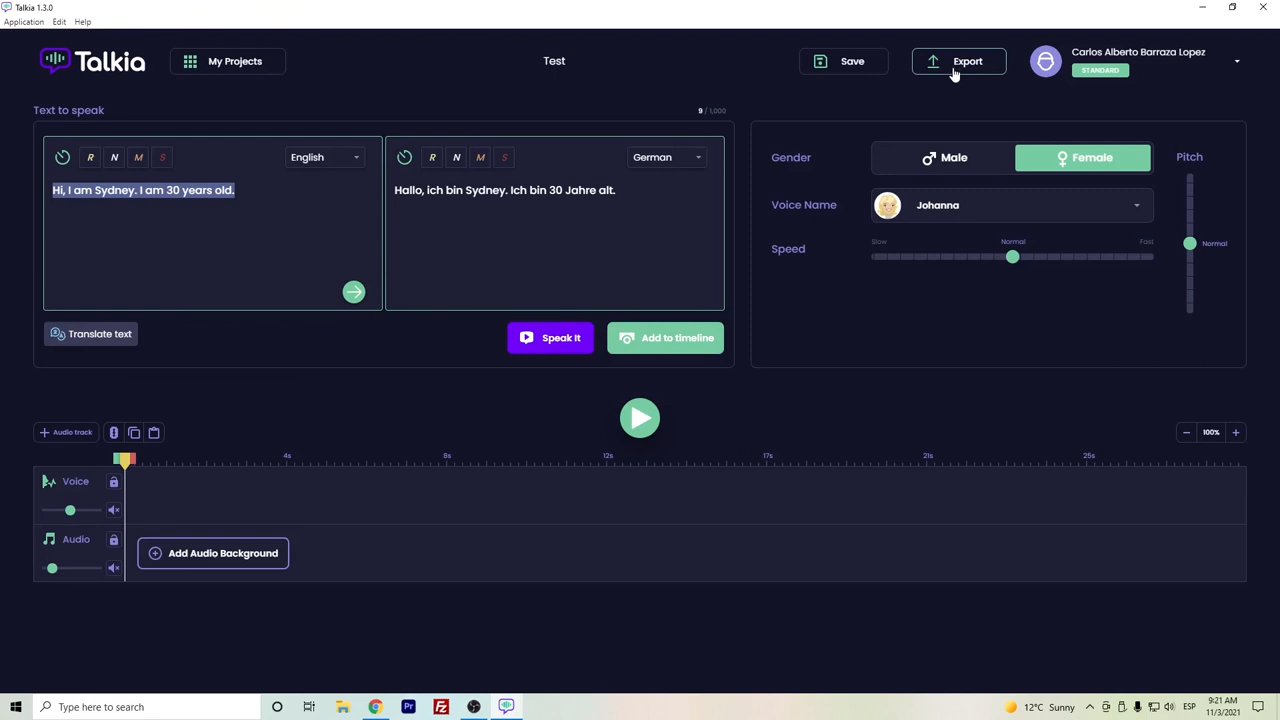 Talkia 1.3.0
Application Edit Help
Talkia
My Projects
Test
Save
Export
Carlos Alberto Barraza Lopez
STANDARD
Text to speak
9 / 1,000
R N M S
English
R N M S
German
Hi, I am Sydney. I am 30 years old.
Hallo, ich bin Sydney. Ich bin 30 Jahre alt.
Translate text
Speak It
Add to timeline
Gender
Male
Female
Pitch
Voice Name
Johanna
Normal
Speed
Slow
Normal
Fast
Audio track
100%
4s 8s 12s 17s 21s 25s
Voice
Audio
Add Audio Background
Type here to search
Pr
Fz
12°C Sunny
ESP
9:21 AM
11/3/2021